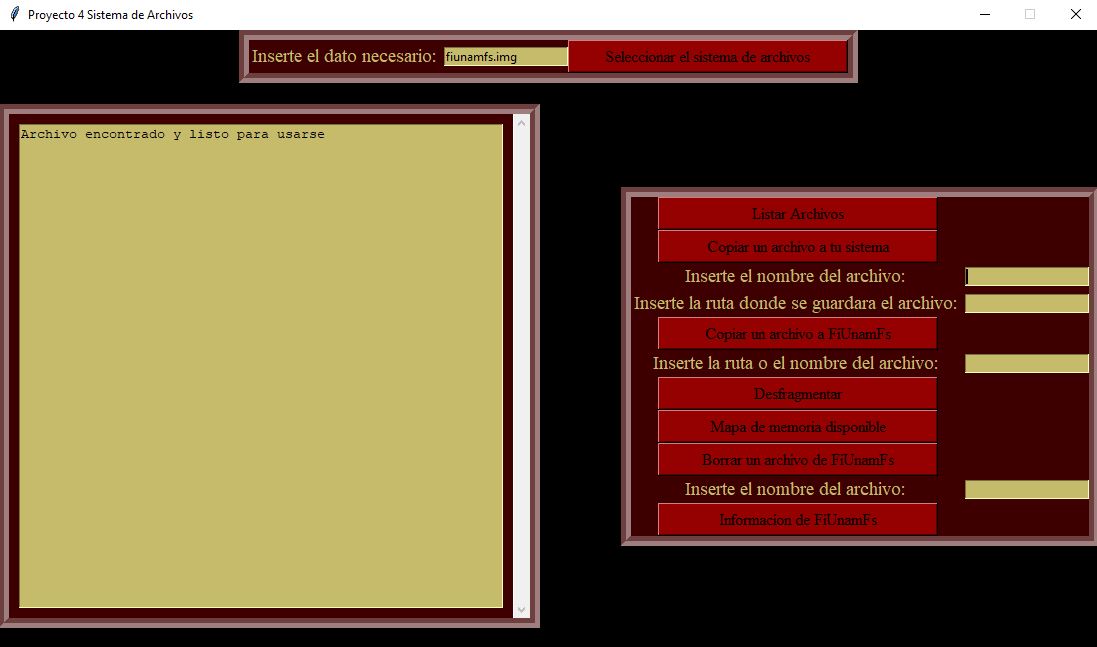 Proyecto 4 Sistema de Archivos
Inserte el dato necesario: fiunamfs.img Seleccionar el sistema de archivos
Archivo encontrado y listo para usarse
Listar Archivos
Copiar un archivo a tu sistema
Inserte el nombre del archivo:
Inserte la ruta donde se guardara el archivo:
Copiar un archivo a FiUnamFs
Inserte la ruta o el nombre del archivo:
Desfragmentar
Mapa de memoria disponible
Borrar un archivo de FiUnamFs
Inserte el nombre del archivo:
Informacion de FiUnamFs